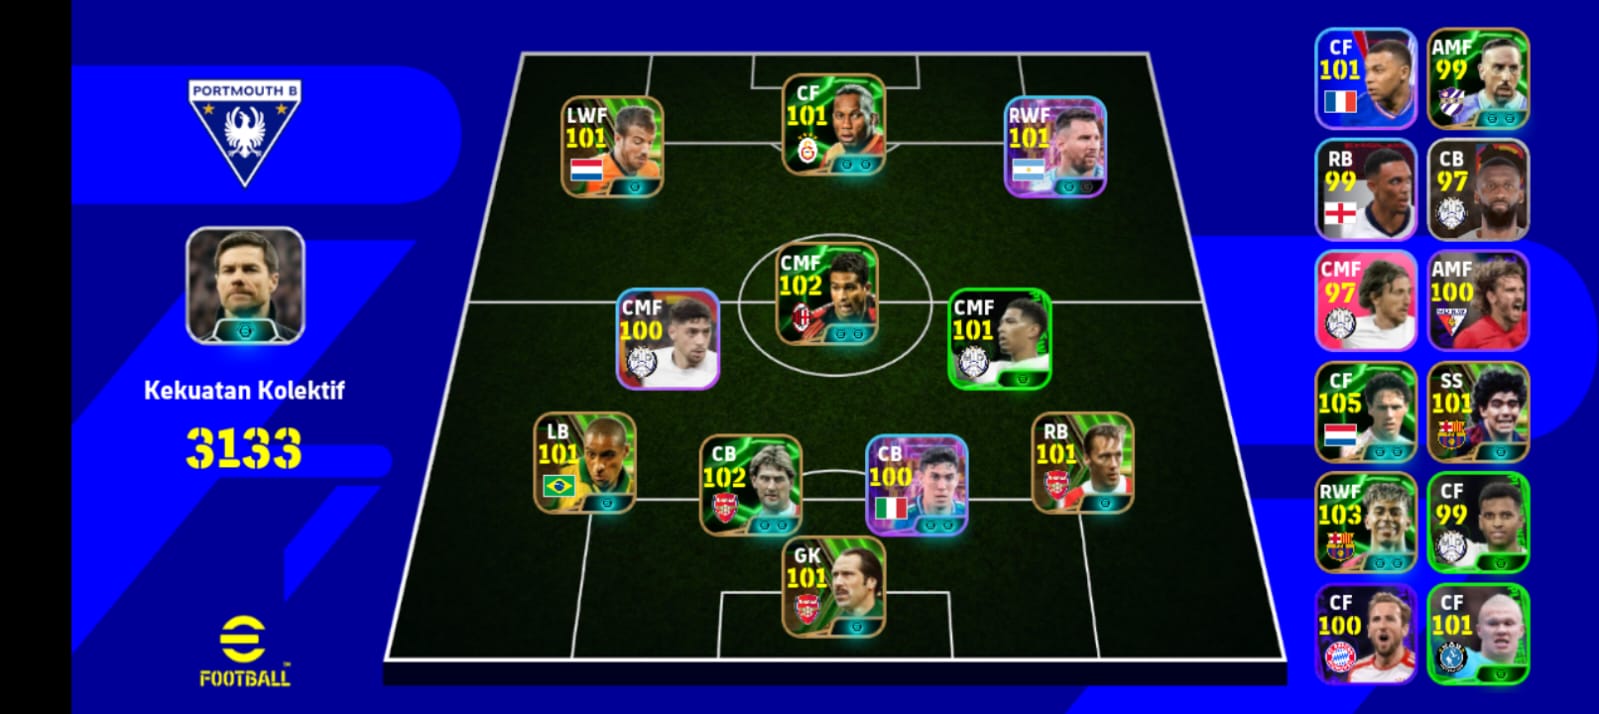 PORTMOUTH B
Kekuatan Kolektif
3133
FOOTBALL™
LWF
101
CF
101
RWF
101
CMF
100
CMF
102
CMF
101
LB
101
CB
102
CB
100
RB
101
GK
101
CF
101
AMF
99
RB
99
CB
97
CMF
97
AMF
100
CF
105
SS
101
RWF
103
CF
99
CF
100
CF
101